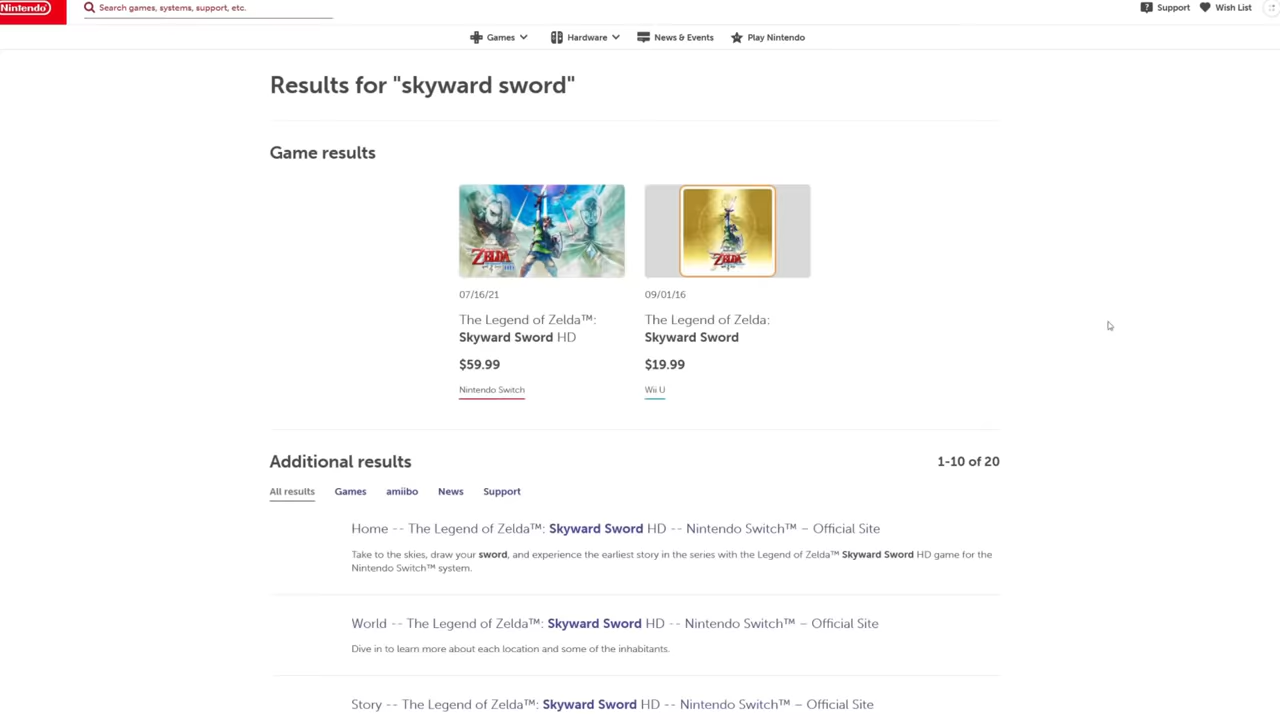 Nintendo
Search games, systems, support, etc.
Support
Wish List
Games
Hardware
News & Events
Play Nintendo
Results for "skyward sword"
Game results
ZELDA
ZELDA
07/16/21
09/01/16
The Legend of Zelda™:
Skyward Sword HD
The Legend of Zelda:
Skyward Sword
$59.99
$19.99
Nintendo Switch
Wii U
Additional results
1-10 of 20
All results
Games
amiibo
News
Support
Home -- The Legend of Zelda™: Skyward Sword HD -- Nintendo Switch™ – Official Site
Take to the skies, draw your sword, and experience the earliest story in the series with the Legend of Zelda™ Skyward Sword HD game for the
Nintendo Switch™ system.
World -- The Legend of Zelda™: Skyward Sword HD -- Nintendo Switch™ – Official Site
Dive in to learn more about each location and some of the inhabitants.
Story -- The Legend of Zelda™: Skyward Sword HD -- Nintendo Switch™ – Official Site